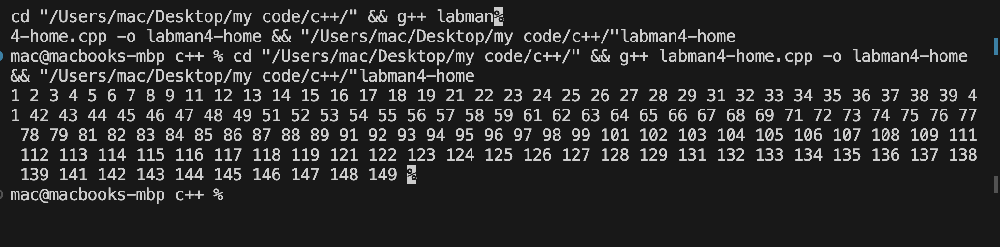 cd "/Users/mac/Desktop/my code/c++/" && g++ labman%
4-home.cpp -o labman4-home && "/Users/mac/Desktop/my code/c++/"labman4-home
mac@macbooks-mbp c++ % cd "/Users/mac/Desktop/my code/c++/" && g++ labman4-home.cpp -o labman4-home
&& "/Users/mac/Desktop/my code/c++/"labman4-home
1 2 3 4 5 6 7 8 9 11 12 13 14 15 16 17 18 19 21 22 23 24 25 26 27 28 29 31 32 33 34 35 36 37 38 39 4
1 42 43 44 45 46 47 48 49 51 52 53 54 55 56 57 58 59 61 62 63 64 65 66 67 68 69 71 72 73 74 75 76 77
78 79 81 82 83 84 85 86 87 88 89 91 92 93 94 95 96 97 98 99 101 102 103 104 105 106 107 108 109 111
112 113 114 115 116 117 118 119 121 122 123 124 125 126 127 128 129 131 132 133 134 135 136 137 138
139 141 142 143 144 145 146 147 148 149 %
mac@macbooks-mbp c++ %